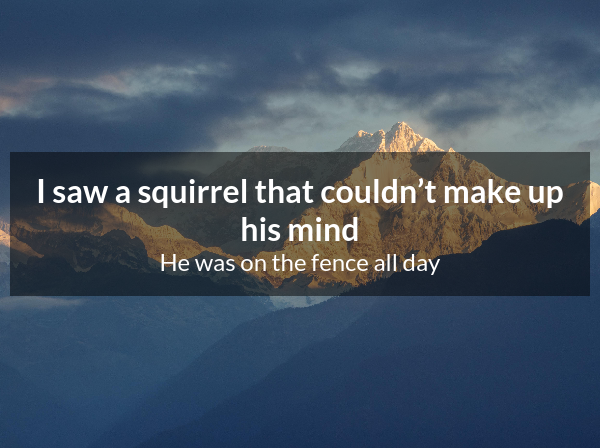 I saw a squirrel that couldn’t make up
his mind
He was on the fence all day